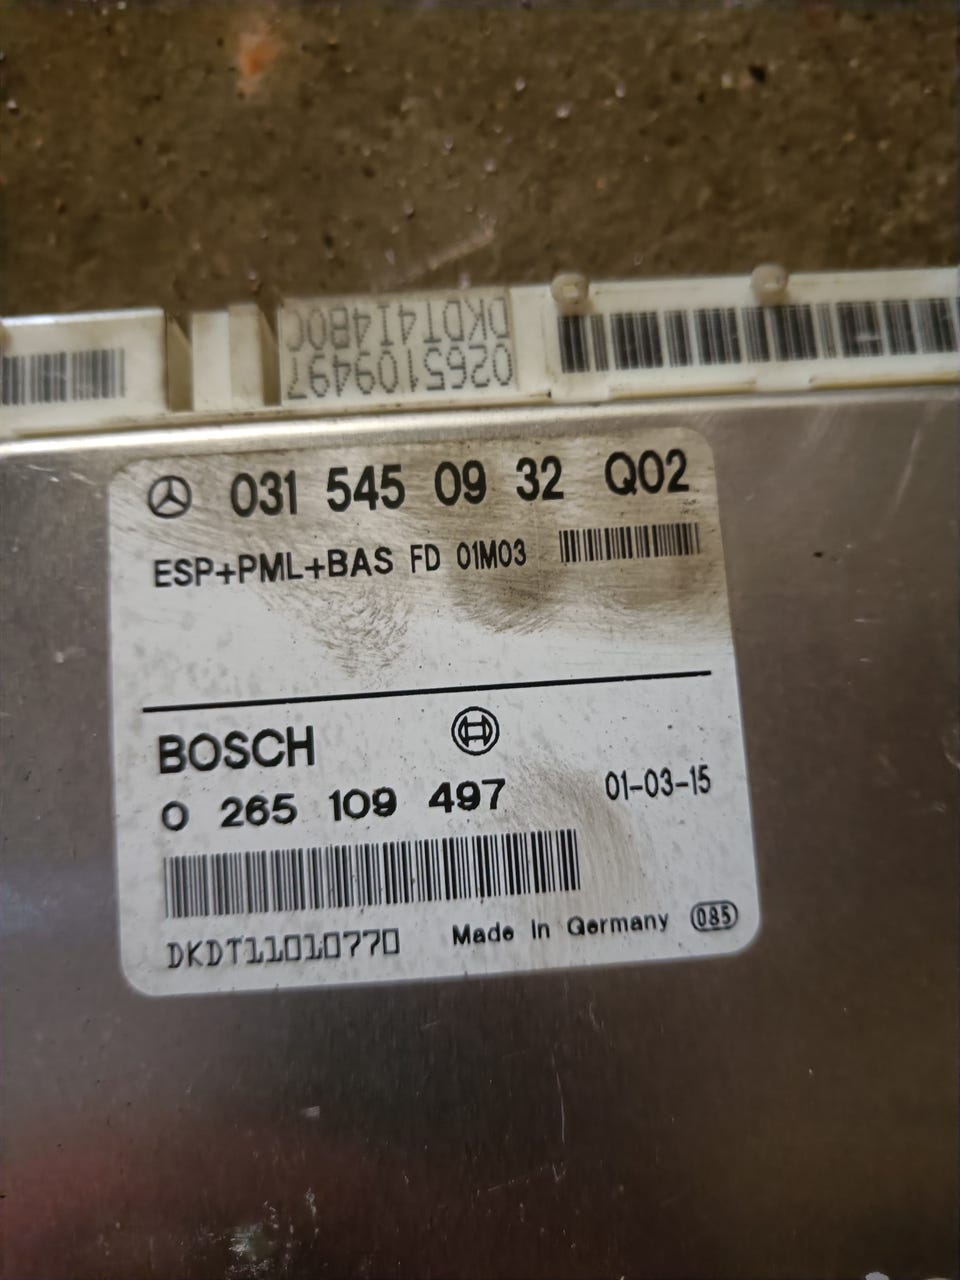 DKDT4I4B0C
0265109497
031 545 09 32 Q02
ESP+PML+BAS FD 01M03
BOSCH
0 265 109 497
01-03-15
DKDT11010770
Made in Germany
085